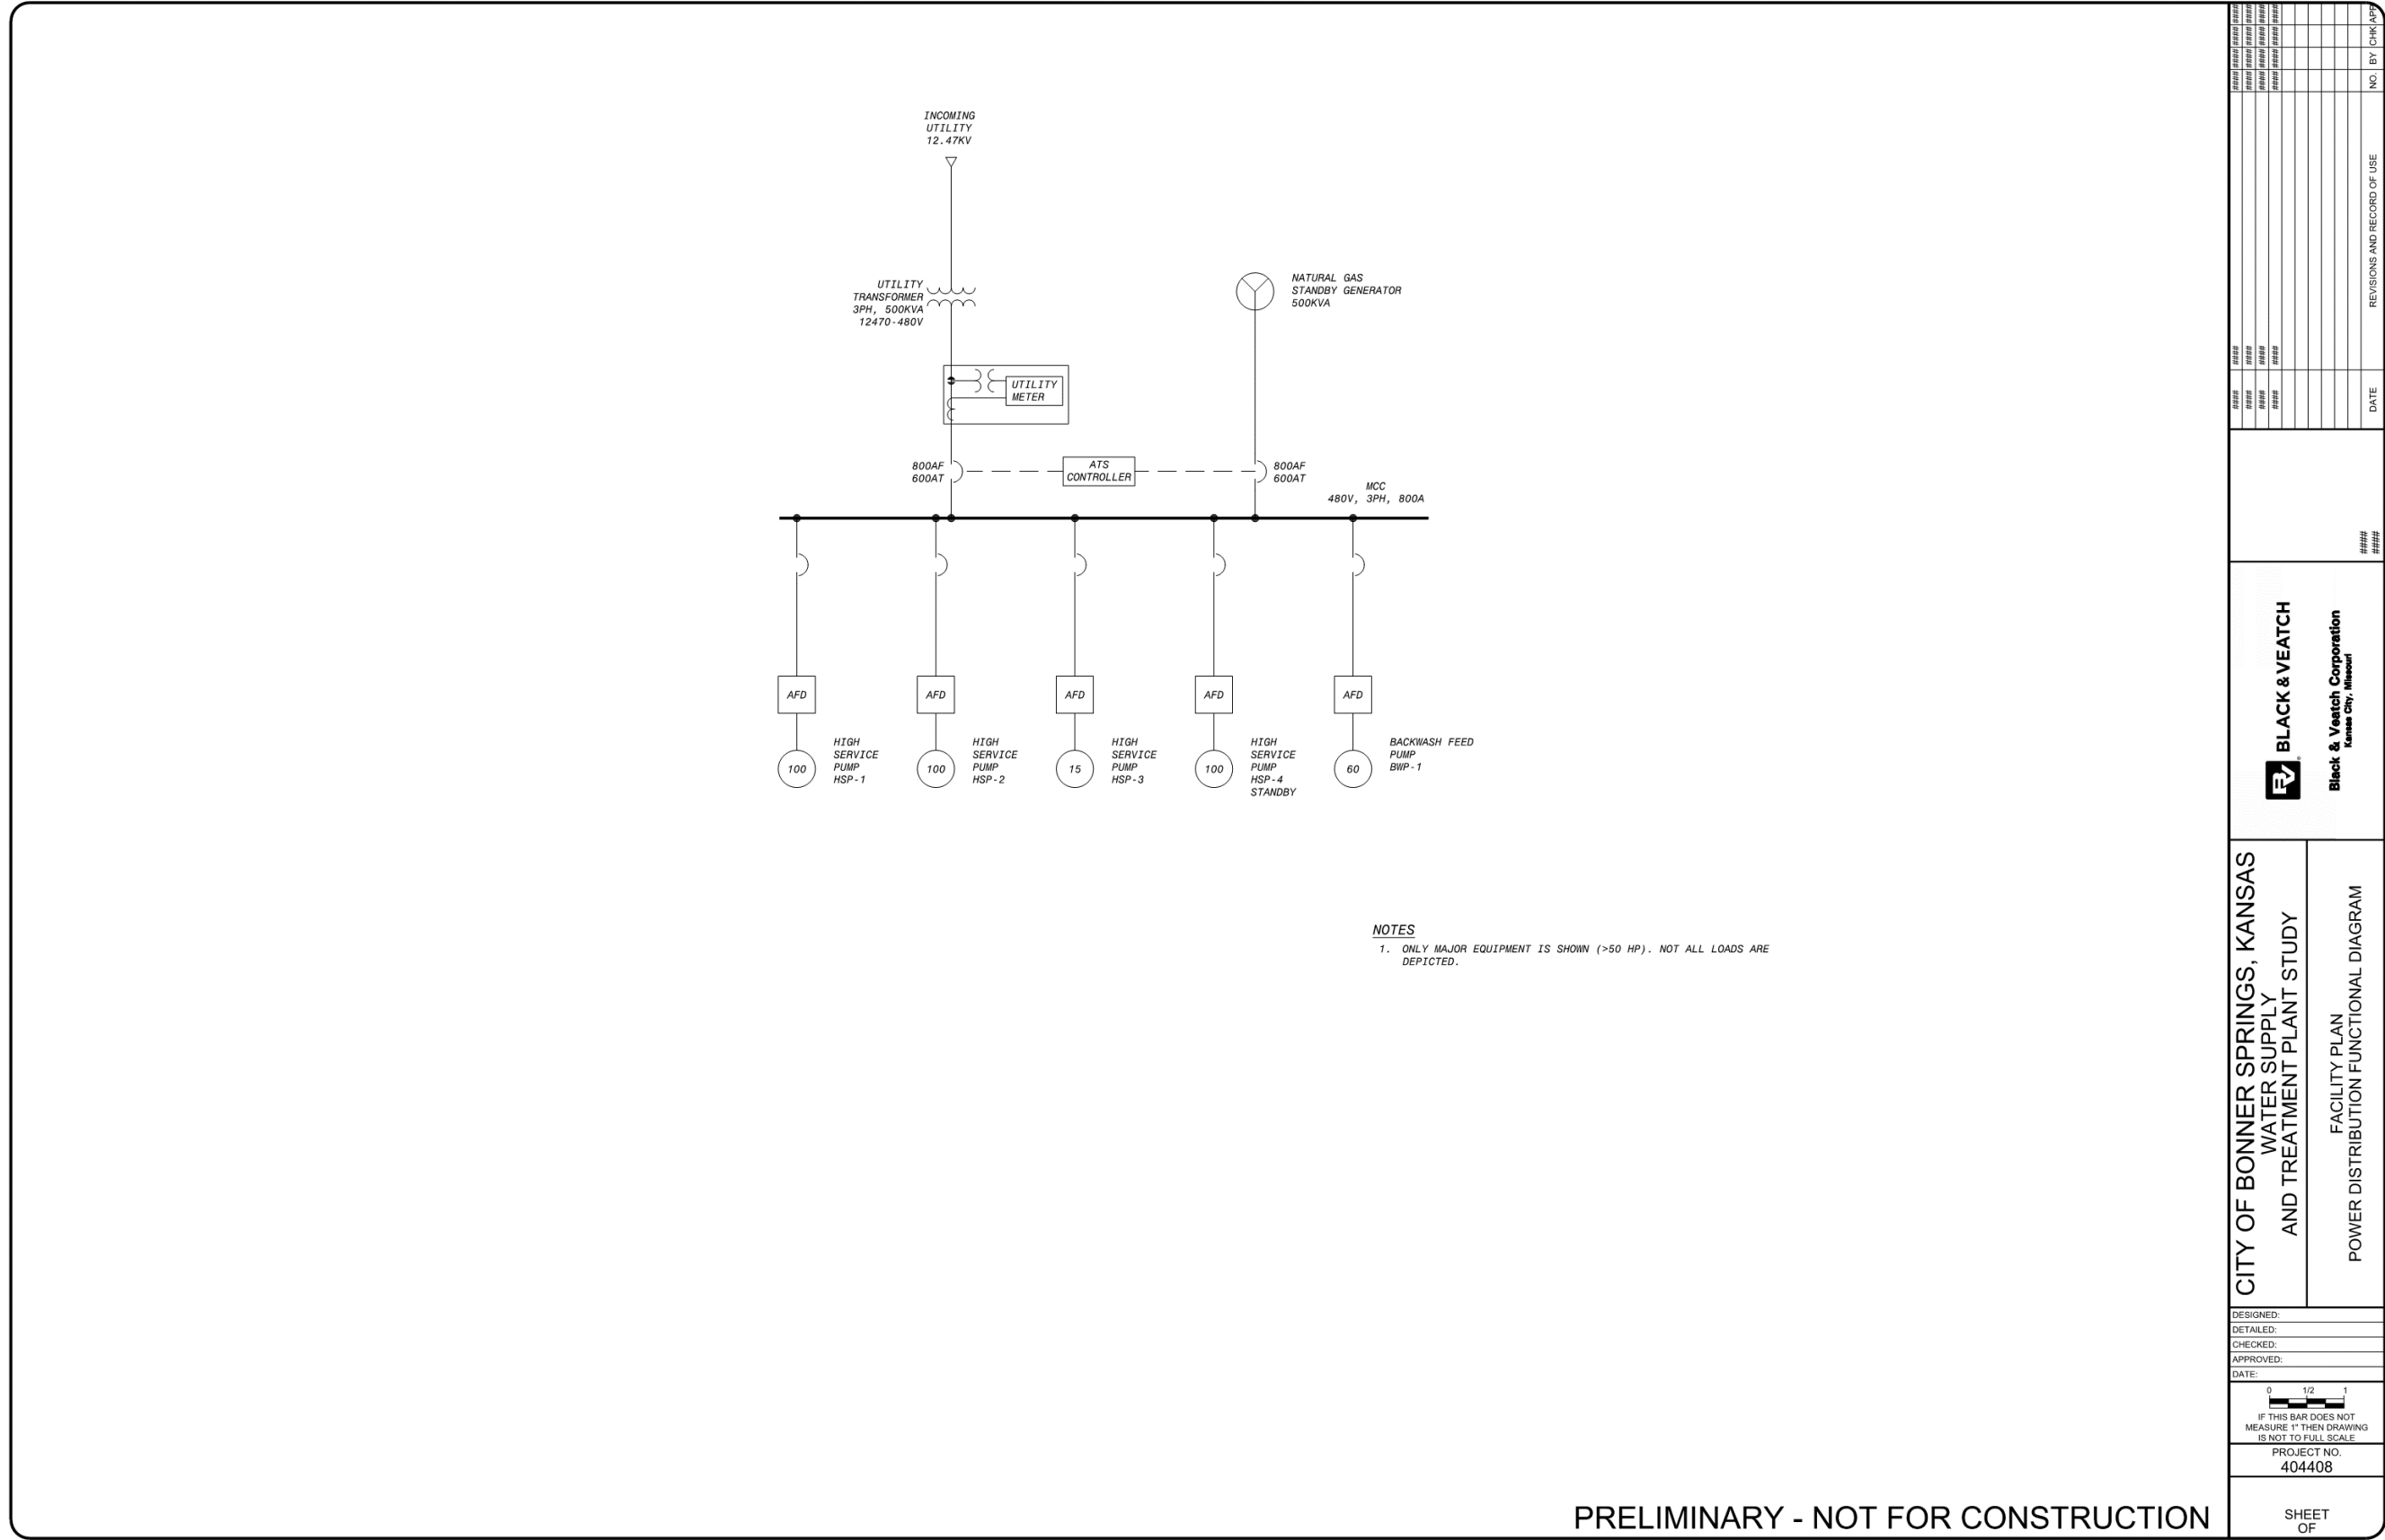 INCOMING
UTILITY
12.47KV
UTILITY
TRANSFORMER
3PH, 500KVA
12470-480V
NATURAL GAS
STANDBY GENERATOR
500KVA
UTILITY
METER
800AF
600AT
ATS
CONTROLLER
800AF
600AT
MCC
480V, 3PH, 800A
AFD
AFD
AFD
AFD
AFD
100
HIGH
SERVICE
PUMP
HSP-1
100
HIGH
SERVICE
PUMP
HSP-2
15
HIGH
SERVICE
PUMP
HSP-3
100
HIGH
SERVICE
PUMP
HSP-4
STANDBY
60
BACKWASH FEED
PUMP
BWP-1
NOTES
1. ONLY MAJOR EQUIPMENT IS SHOWN (>50 HP). NOT ALL LOADS ARE
DEPICTED.
PRELIMINARY - NOT FOR CONSTRUCTION
#### #### #### ####
#### #### #### ####
#### #### #### ####
#### #### #### ####
NO. BY CHK APP
REVISIONS AND RECORD OF USE
#### ####
#### ####
#### ####
#### ####
DATE
####
####
BV
®
BLACK & VEATCH
Black & Veatch Corporation
Kansas City, Missouri
CITY OF BONNER SPRINGS, KANSAS
WATER SUPPLY
AND TREATMENT PLANT STUDY
FACILITY PLAN
POWER DISTRIBUTION FUNCTIONAL DIAGRAM
DESIGNED:
DETAILED:
CHECKED:
APPROVED:
DATE:
0 1/2 1
IF THIS BAR DOES NOT
MEASURE 1" THEN DRAWING
IS NOT TO FULL SCALE
PROJECT NO.
404408
SHEET
OF